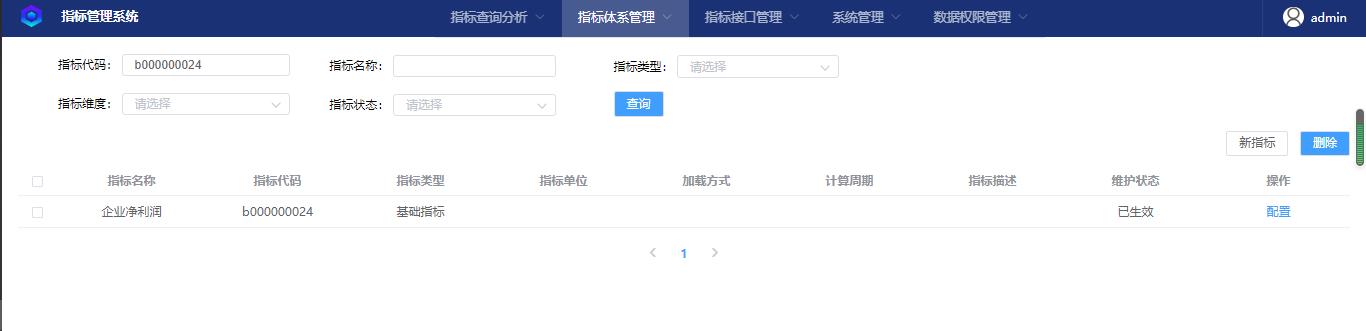 指标管理系统 指标查询分析 指标体系管理 指标接口管理 系统管理 数据权限管理 admin
指标代码： b000000024 指标名称： 指标类型： 请选择
指标维度： 请选择 指标状态： 请选择 查询
新指标 删除
指标名称 指标代码 指标类型 指标单位 加载方式 计算周期 指标描述 维护状态 操作
企业净利润 b000000024 基础指标 已生效 配置
1